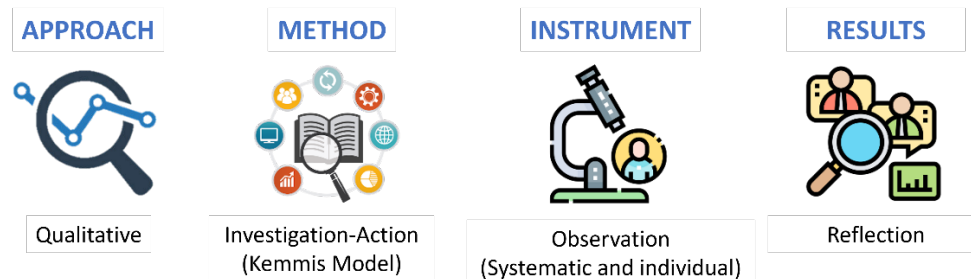 APPROACH
METHOD
INSTRUMENT
RESULTS
Qualitative
Investigation-Action
(Kemmis Model)
Observation
(Systematic and individual)
Reflection